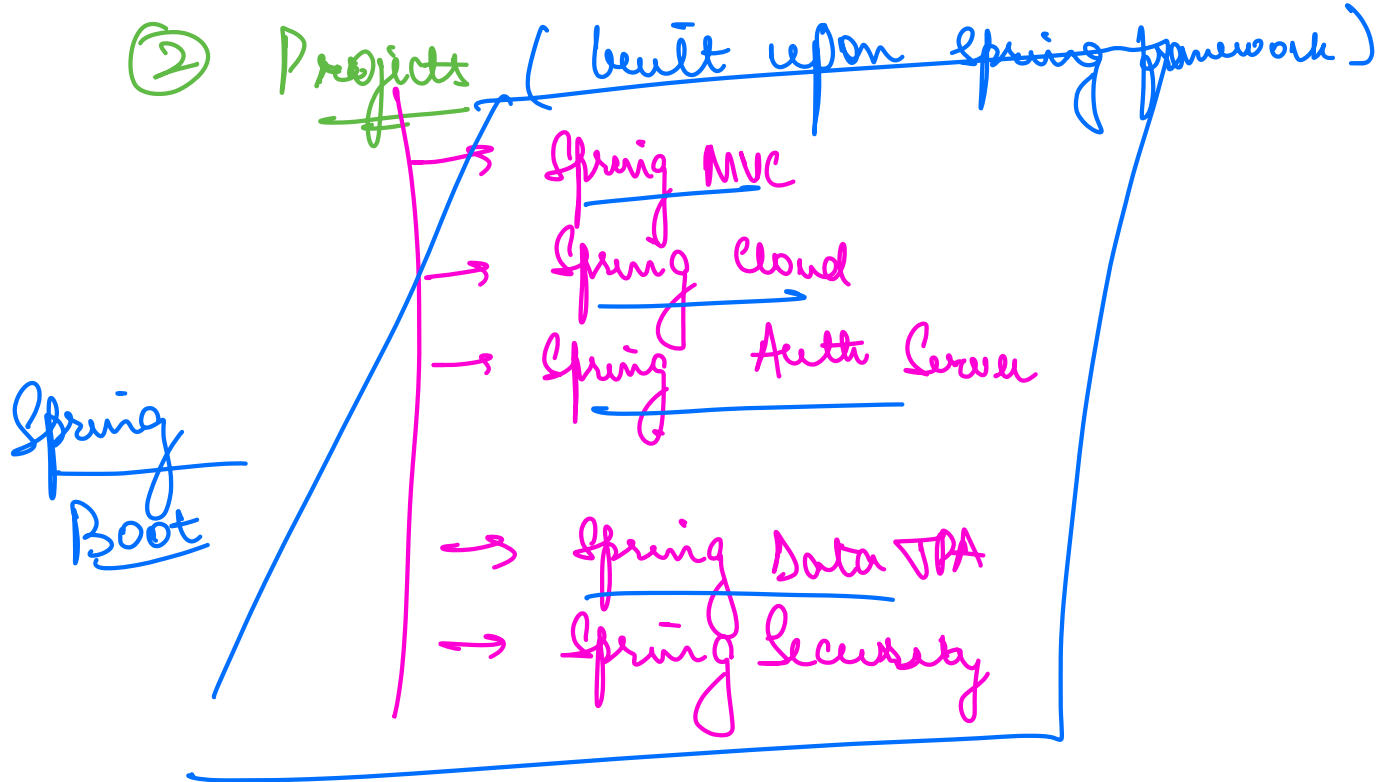 ② Projects ( built upon Spring framework )
→ Spring MVC
→ Spring Cloud
→ Spring Auth Server
Spring
Boot
→ Spring Data JPA
→ Spring Security